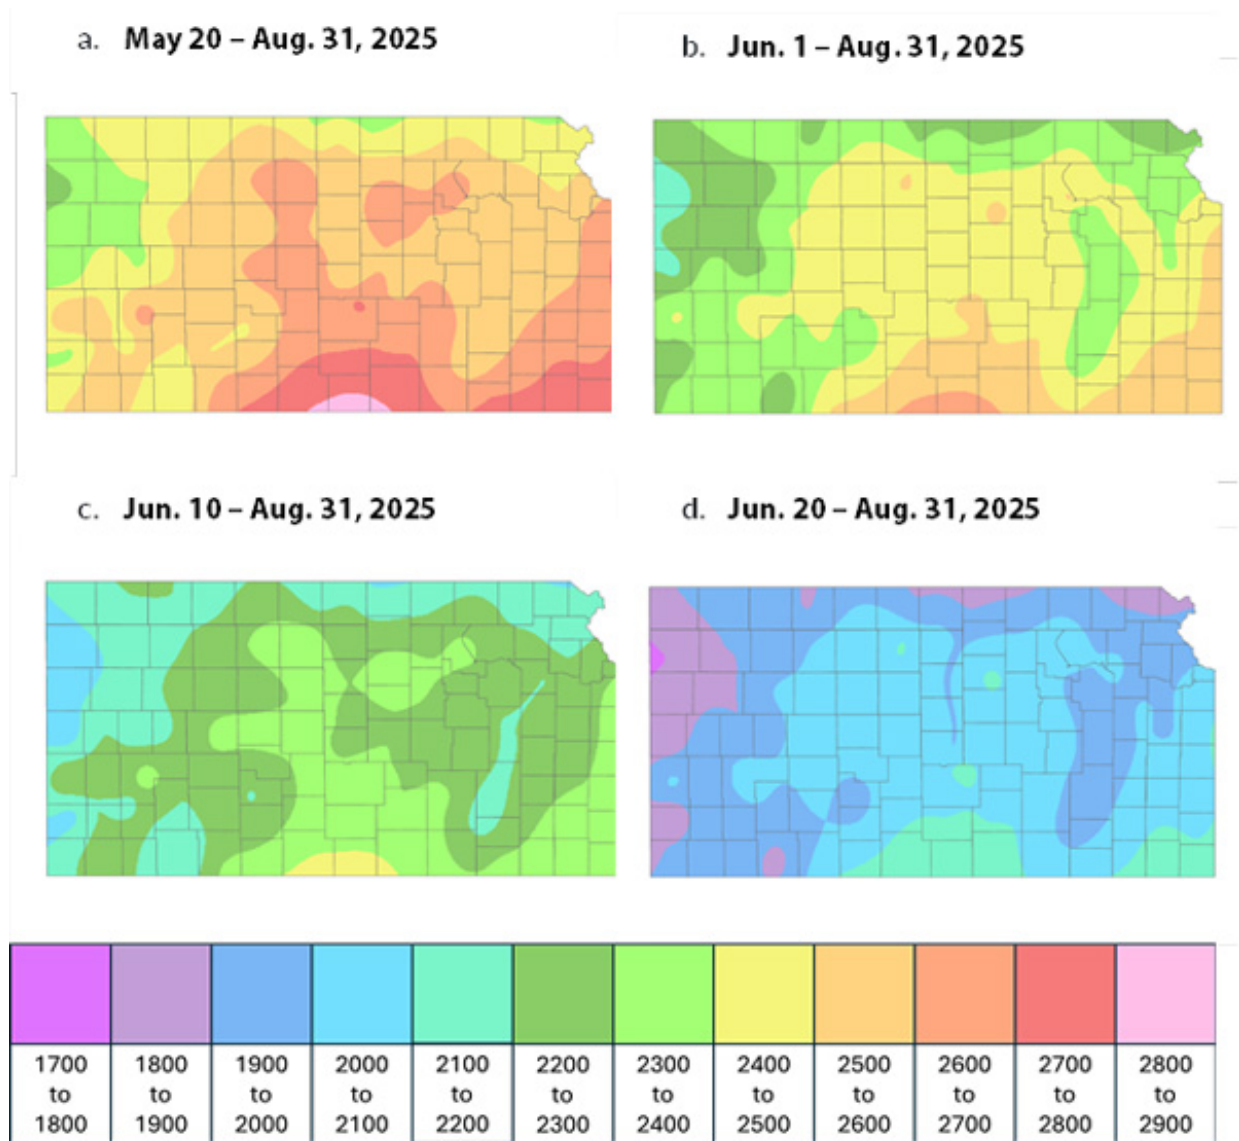 a. May 20 – Aug. 31, 2025
b. Jun. 1 – Aug. 31, 2025
c. Jun. 10 – Aug. 31, 2025
d. Jun. 20 – Aug. 31, 2025
1700 to 1800
1800 to 1900
1900 to 2000
2000 to 2100
2100 to 2200
2200 to 2300
2300 to 2400
2400 to 2500
2500 to 2600
2600 to 2700
2700 to 2800
2800 to 2900